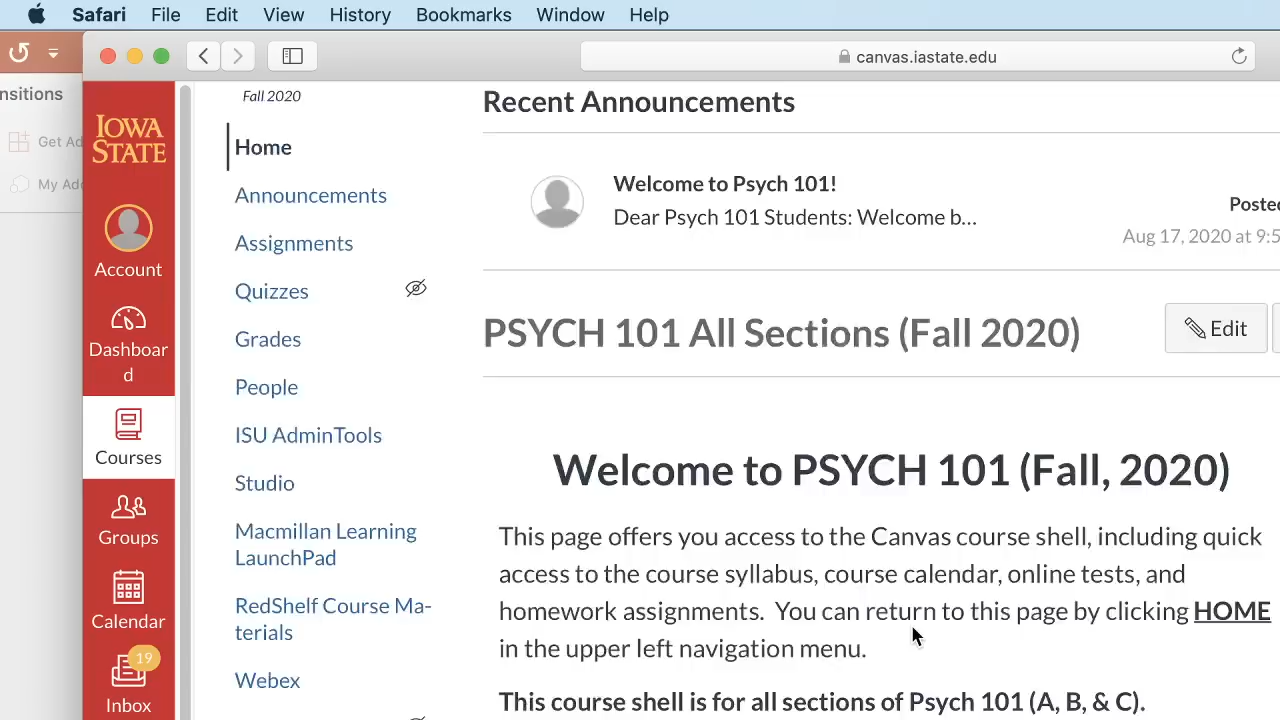 Safari File Edit View History Bookmarks Window Help
canvas.iastate.edu
nsitions
Get Ad
My Add
IOWA
STATE
Account
Dashboar
d
Courses
Groups
Calendar
19
Inbox
Fall 2020
Home
Announcements
Assignments
Quizzes
Grades
People
ISU AdminTools
Studio
Macmillan Learning
LaunchPad
RedShelf Course Ma-
terials
Webex
Recent Announcements
Welcome to Psych 101!
Dear Psych 101 Students: Welcome b...
Posted
Aug 17, 2020 at 9:5
PSYCH 101 All Sections (Fall 2020)
Edit
Welcome to PSYCH 101 (Fall, 2020)
This page offers you access to the Canvas course shell, including quick
access to the course syllabus, course calendar, online tests, and
homework assignments.  You can return to this page by clicking HOME
in the upper left navigation menu.
This course shell is for all sections of Psych 101 (A, B, & C).